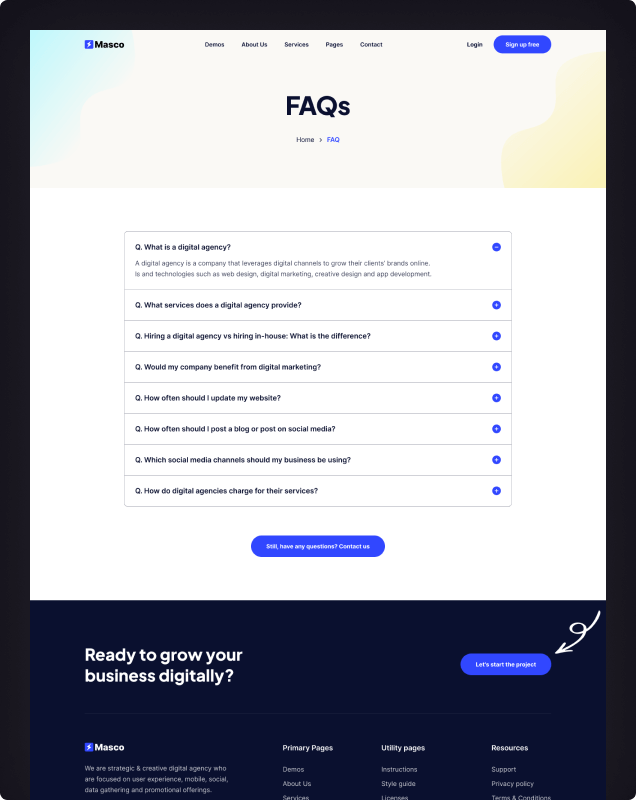 Masco
Demos About Us Services Pages Contact
Login Sign up free
FAQs
Home > FAQ
Q. What is a digital agency?
A digital agency is a company that leverages digital channels to grow their clients' brands online.
Is and technologies such as web design, digital marketing, creative design and app development.
Q. What services does a digital agency provide?
Q. Hiring a digital agency vs hiring in-house: What is the difference?
Q. Would my company benefit from digital marketing?
Q. How often should I update my website?
Q. How often should I post a blog or post on social media?
Q. Which social media channels should my business be using?
Q. How do digital agencies charge for their services?
Still, have any questions? Contact us
Ready to grow your
business digitally?
Let's start the project
Masco
We are strategic & creative digital agency who
are focused on user experience, mobile, social,
data gathering and promotional offerings.
Primary Pages
Demos
About Us
Services
Utility pages
Instructions
Style guide
Licenses
Resources
Support
Privacy policy
Terms & Conditions